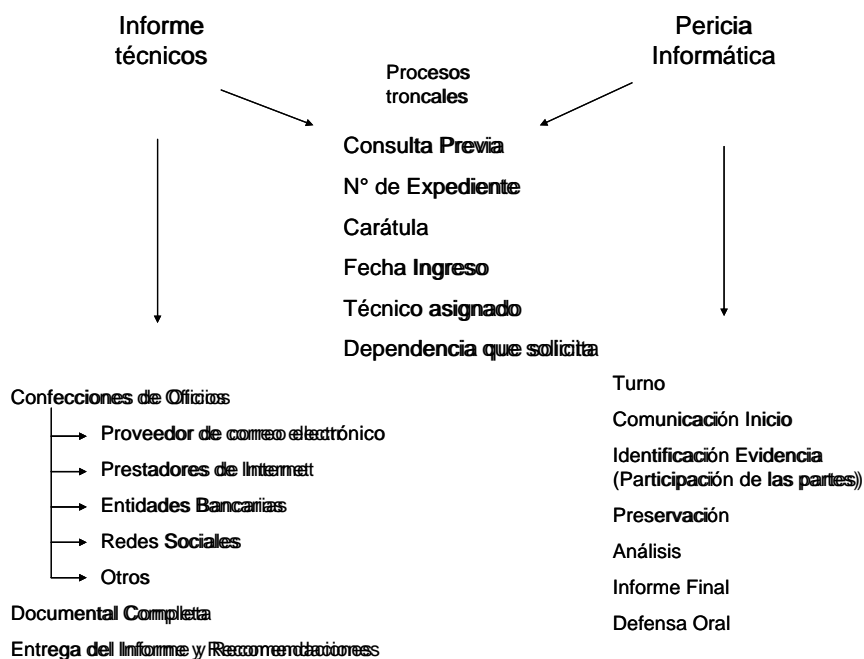 Informe
técnicos
Pericia
Informática
Procesos
troncales
Consulta Previa
N° de Expediente
Carátula
Fecha Ingreso
Técnico asignado
Dependencia que solicita
Confecciones de Oficios
Proveedor de correo electrónico
Prestadores de Internet
Entidades Bancarias
Redes Sociales
Otros
Documental Completa
Entrega del Informe y Recomendaciones
Turno
Comunicación Inicio
Identificación Evidencia
(Participación de las partes)
Preservación
Análisis
Informe Final
Defensa Oral